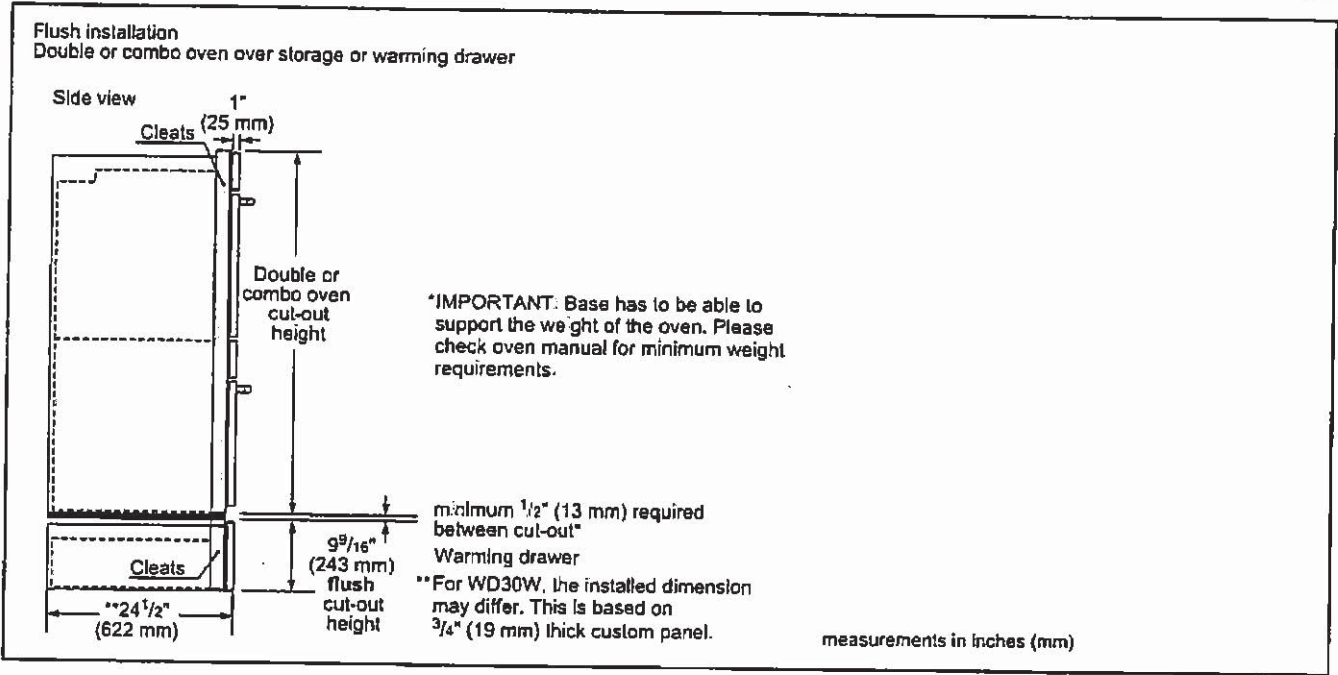 Flush installation
Double or combo oven over storage or warming drawer
Side view
1"
(25 mm)
Cleats
Double or
combo oven
cut-out
height
*IMPORTANT: Base has to be able to
support the weight of the oven. Please
check oven manual for minimum weight
requirements.
minimum 1/2" (13 mm) required
between cut-out*
Warming drawer
9 9/16"
(243 mm)
flush
cut-out
height
Cleats
**24 1/2"
(622 mm)
**For WD30W, the installed dimension
may differ. This is based on
3/4" (19 mm) thick custom panel.
measurements in inches (mm)